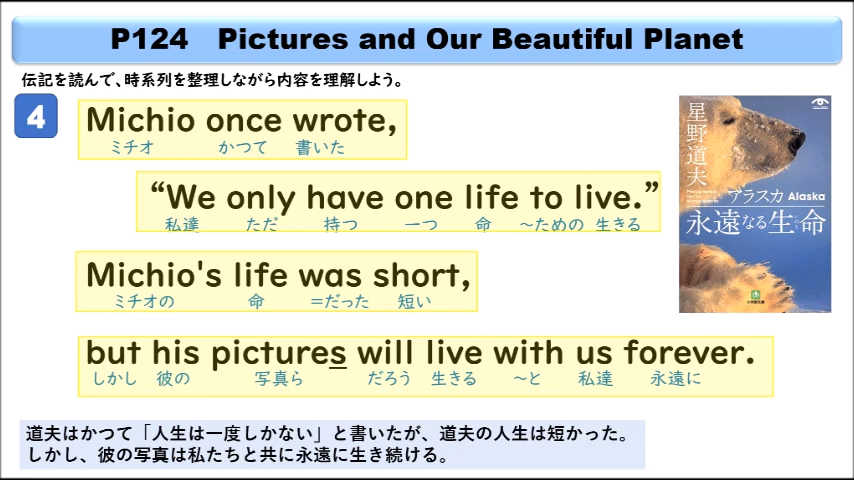 P124 Pictures and Our Beautiful Planet
伝記を読んで、時系列を整理しながら内容を理解しよう。
4
Michio once wrote,
ミチオ かつて 書いた
“We only have one life to live.”
私達 ただ 持つ 一つ 命 ～ための 生きる
Michio's life was short,
ミチオの 命 ＝だった 短い
but his pictures will live with us forever.
しかし 彼の 写真ら だろう 生きる ～と 私達 永遠に
道夫はかつて「人生は一度しかない」と書いたが、道夫の人生は短かった。
しかし、彼の写真は私たちと共に永遠に生き続ける。
星野道夫
アラスカ Alaska
永遠なる生命